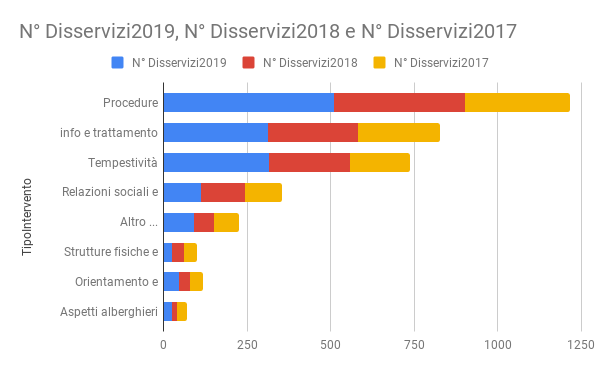 N° Disservizi2019, N° Disservizi2018 e N° Disservizi2017
N° Disservizi2019 N° Disservizi2018 N° Disservizi2017
TipoIntervento
Procedure
info e trattamento
Tempestività
Relazioni sociali e
Altro ...
Strutture fisiche e
Orientamento e
Aspetti alberghieri
0 250 500 750 1000 1250